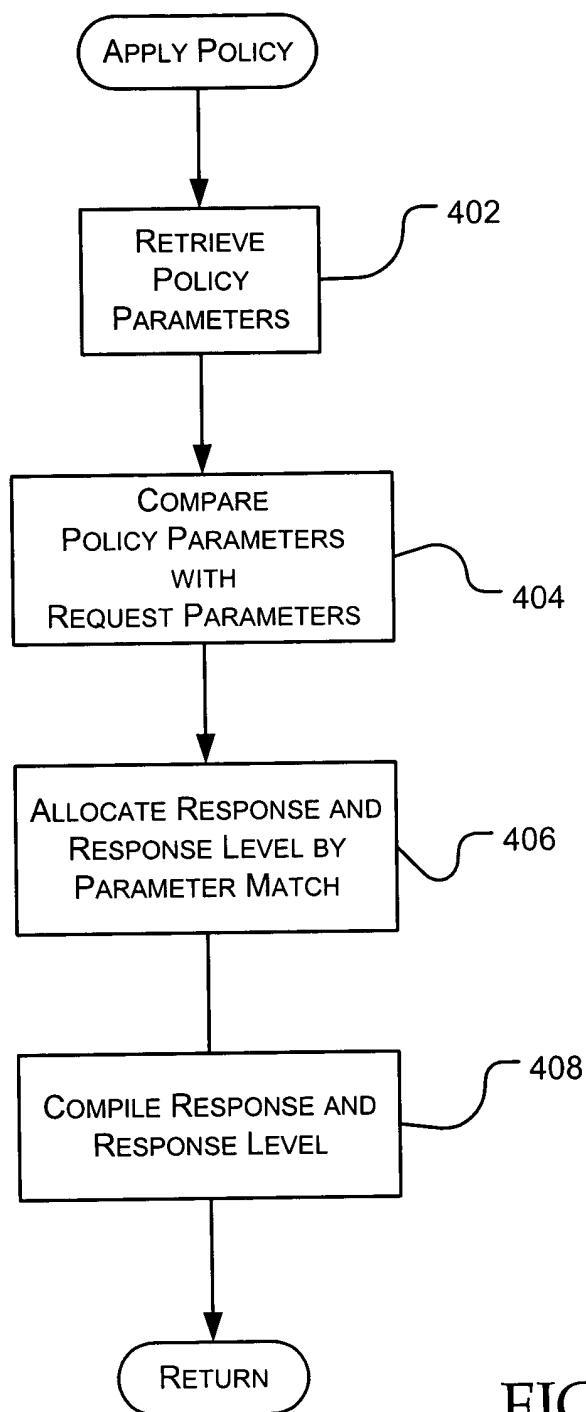 APPLY POLICY
402
RETRIEVE
POLICY
PARAMETERS
COMPARE
POLICY PARAMETERS
WITH
REQUEST PARAMETERS
404
ALLOCATE RESPONSE AND
RESPONSE LEVEL BY
PARAMETER MATCH
406
408
COMPILE RESPONSE AND
RESPONSE LEVEL
RETURN